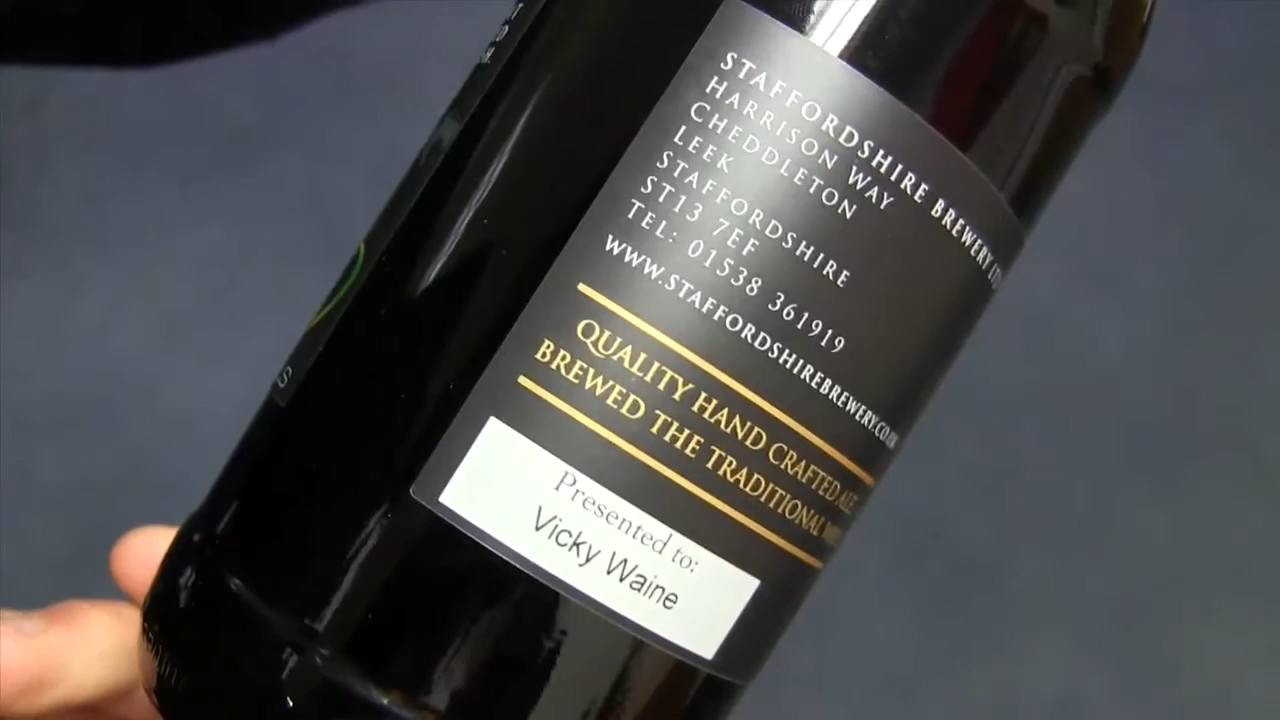 STAFFORDSHIRE BREWERY LTD
HARRISON WAY
CHEDDLETON
LEEK
STAFFORDSHIRE
ST13 7EF
TEL: 01538 361919
WWW.STAFFORDSHIREBREWERY.CO.UK
QUALITY HAND CRAFTED ALE
BREWED THE TRADITIONAL
Presented to:
Vicky Waine